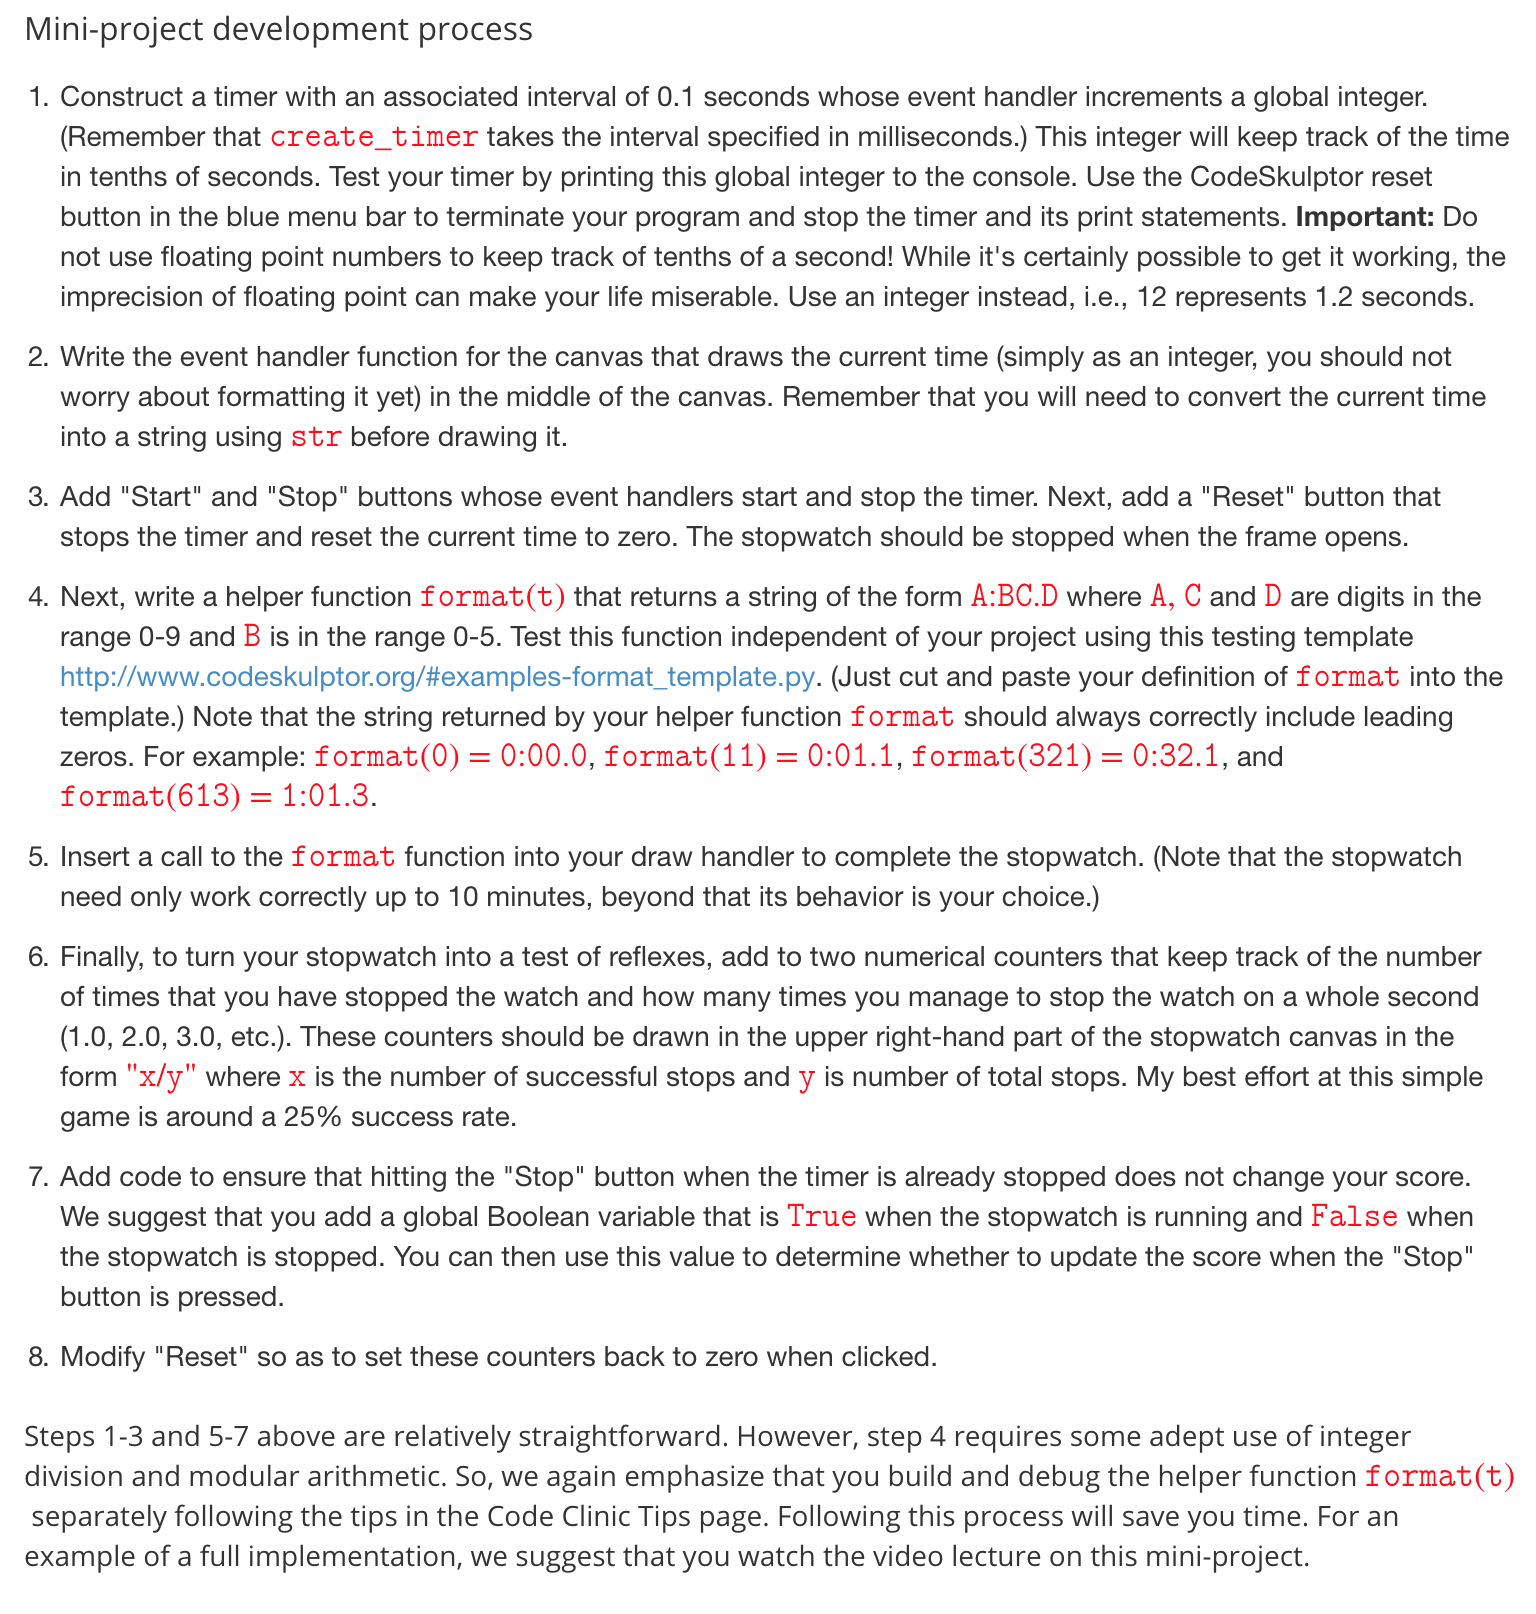 Mini-project development process
1. Construct a timer with an associated interval of 0.1 seconds whose event handler increments a global integer.
(Remember that create_timer takes the interval specified in milliseconds.) This integer will keep track of the time
in tenths of seconds. Test your timer by printing this global integer to the console. Use the CodeSkulptor reset
button in the blue menu bar to terminate your program and stop the timer and its print statements. Important: Do
not use floating point numbers to keep track of tenths of a second! While it's certainly possible to get it working, the
imprecision of floating point can make your life miserable. Use an integer instead, i.e., 12 represents 1.2 seconds.
2. Write the event handler function for the canvas that draws the current time (simply as an integer, you should not
worry about formatting it yet) in the middle of the canvas. Remember that you will need to convert the current time
into a string using str before drawing it.
3. Add "Start" and "Stop" buttons whose event handlers start and stop the timer. Next, add a "Reset" button that
stops the timer and reset the current time to zero. The stopwatch should be stopped when the frame opens.
4. Next, write a helper function format(t) that returns a string of the form A:BC.D where A, C and D are digits in the
range 0-9 and B is in the range 0-5. Test this function independent of your project using this testing template
http://www.codeskulptor.org/#examples-format_template.py. (Just cut and paste your definition of format into the
template.) Note that the string returned by your helper function format should always correctly include leading
zeros. For example: format(0) = 0:00.0, format(11) = 0:01.1, format(321) = 0:32.1, and
format(613) = 1:01.3.
5. Insert a call to the format function into your draw handler to complete the stopwatch. (Note that the stopwatch
need only work correctly up to 10 minutes, beyond that its behavior is your choice.)
6. Finally, to turn your stopwatch into a test of reflexes, add to two numerical counters that keep track of the number
of times that you have stopped the watch and how many times you manage to stop the watch on a whole second
(1.0, 2.0, 3.0, etc.). These counters should be drawn in the upper right-hand part of the stopwatch canvas in the
form "x/y" where x is the number of successful stops and y is number of total stops. My best effort at this simple
game is around a 25% success rate.
7. Add code to ensure that hitting the "Stop" button when the timer is already stopped does not change your score.
We suggest that you add a global Boolean variable that is True when the stopwatch is running and False when
the stopwatch is stopped. You can then use this value to determine whether to update the score when the "Stop"
button is pressed.
8. Modify "Reset" so as to set these counters back to zero when clicked.
Steps 1-3 and 5-7 above are relatively straightforward. However, step 4 requires some adept use of integer
division and modular arithmetic. So, we again emphasize that you build and debug the helper function format(t)
separately following the tips in the Code Clinic Tips page. Following this process will save you time. For an
example of a full implementation, we suggest that you watch the video lecture on this mini-project.